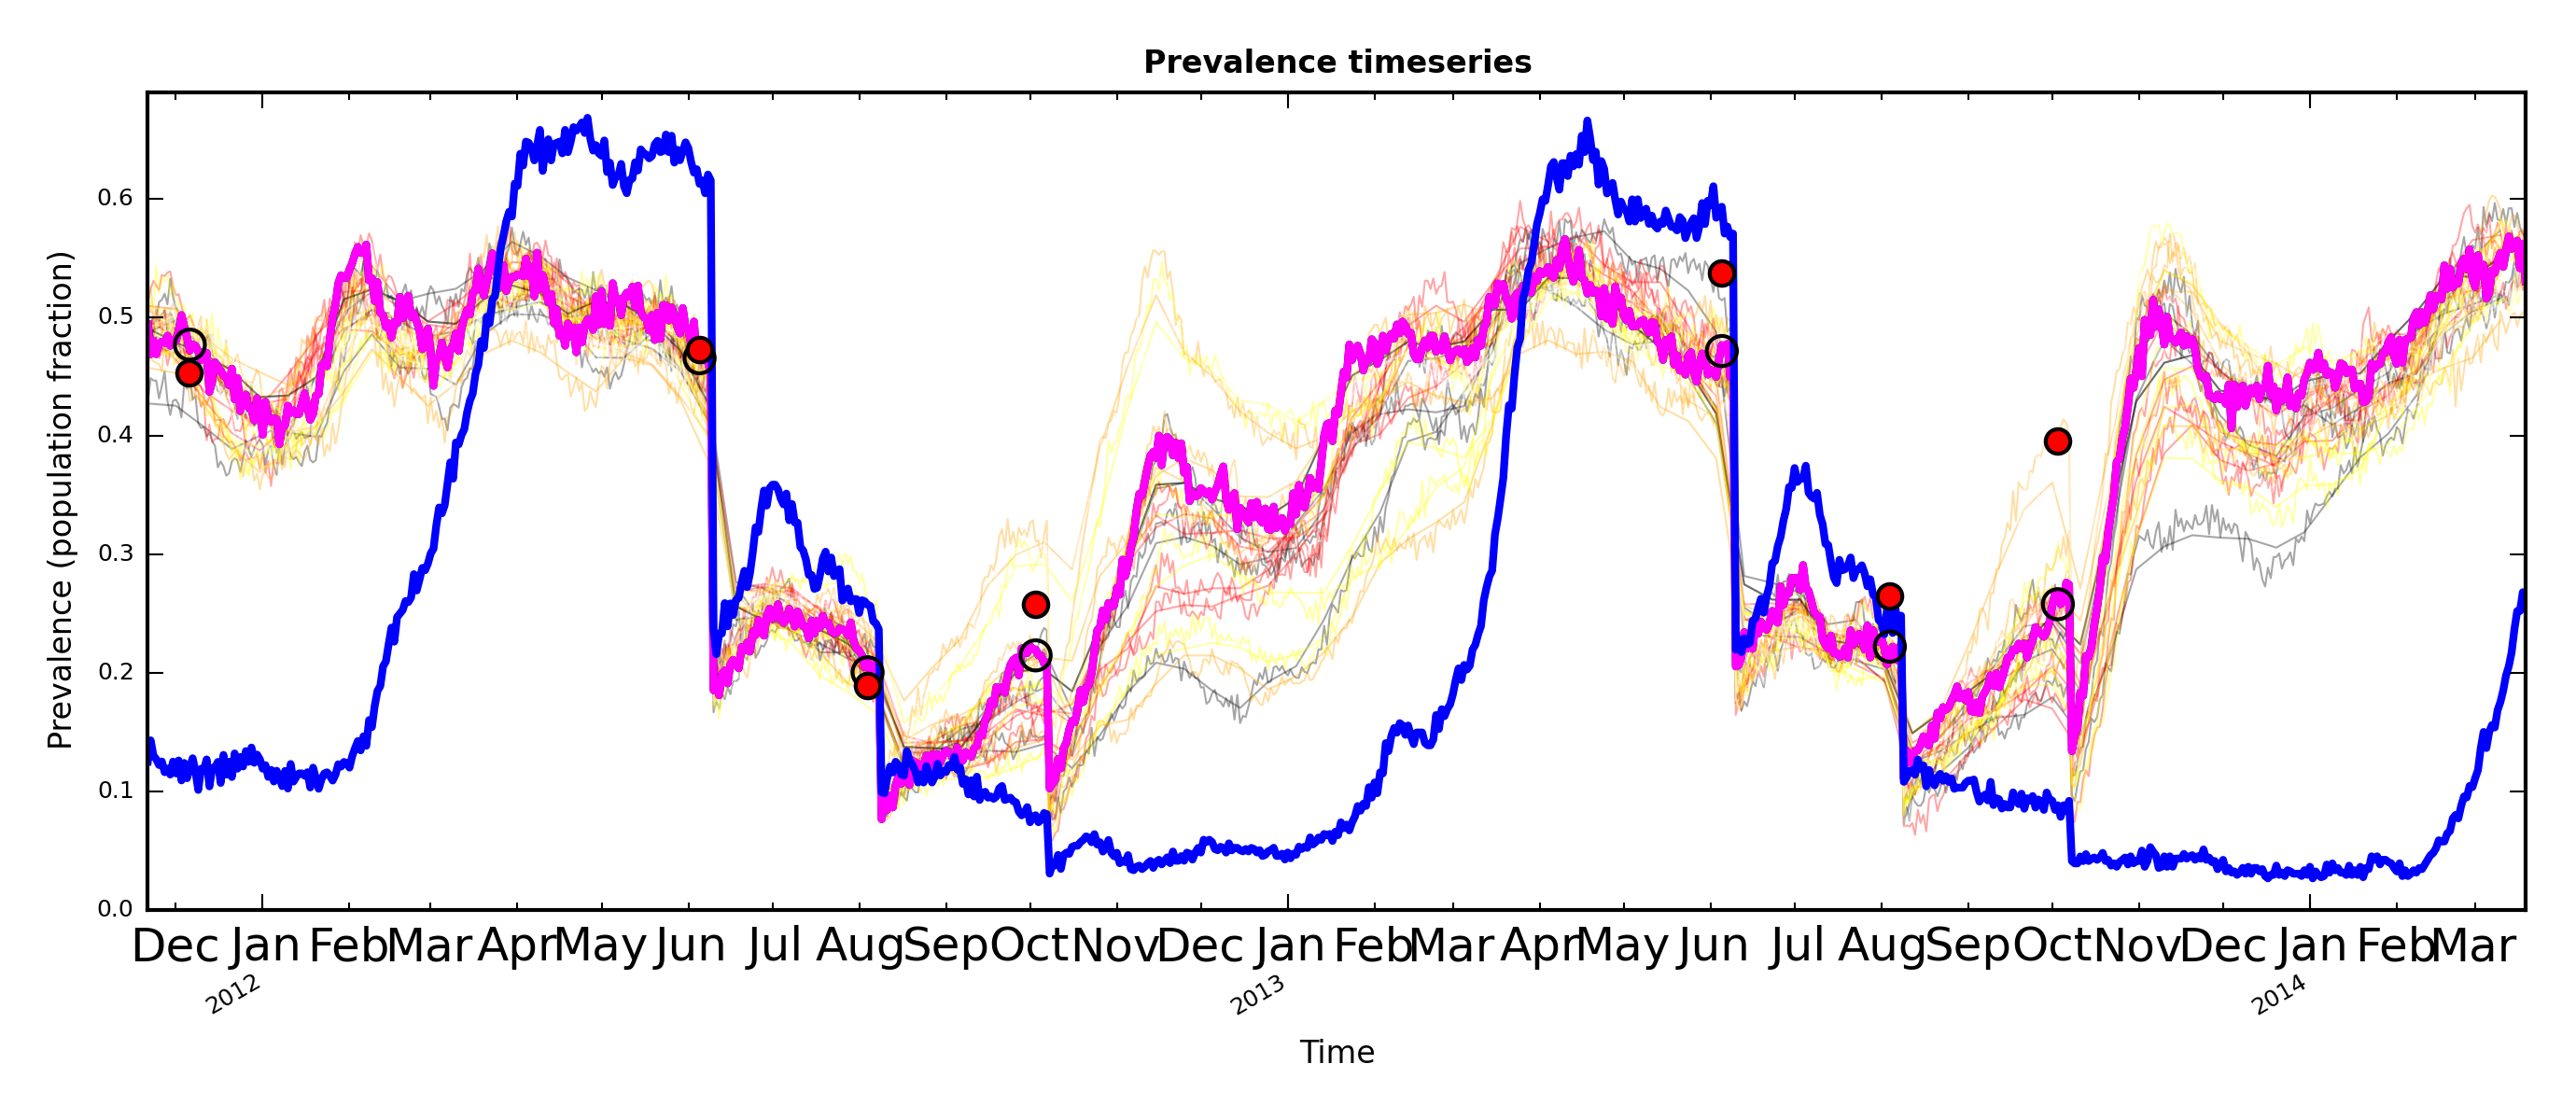 Prevalence timeseries
Prevalence (population fraction)
0.6
0.5
0.4
0.3
0.2
0.1
0.0
Dec Jan Feb Mar Apr May Jun Jul Aug Sep Oct Nov Dec Jan Feb Mar Apr May Jun Jul Aug Sep Oct Nov Dec Jan Feb Mar
2012 2013 2014
Time